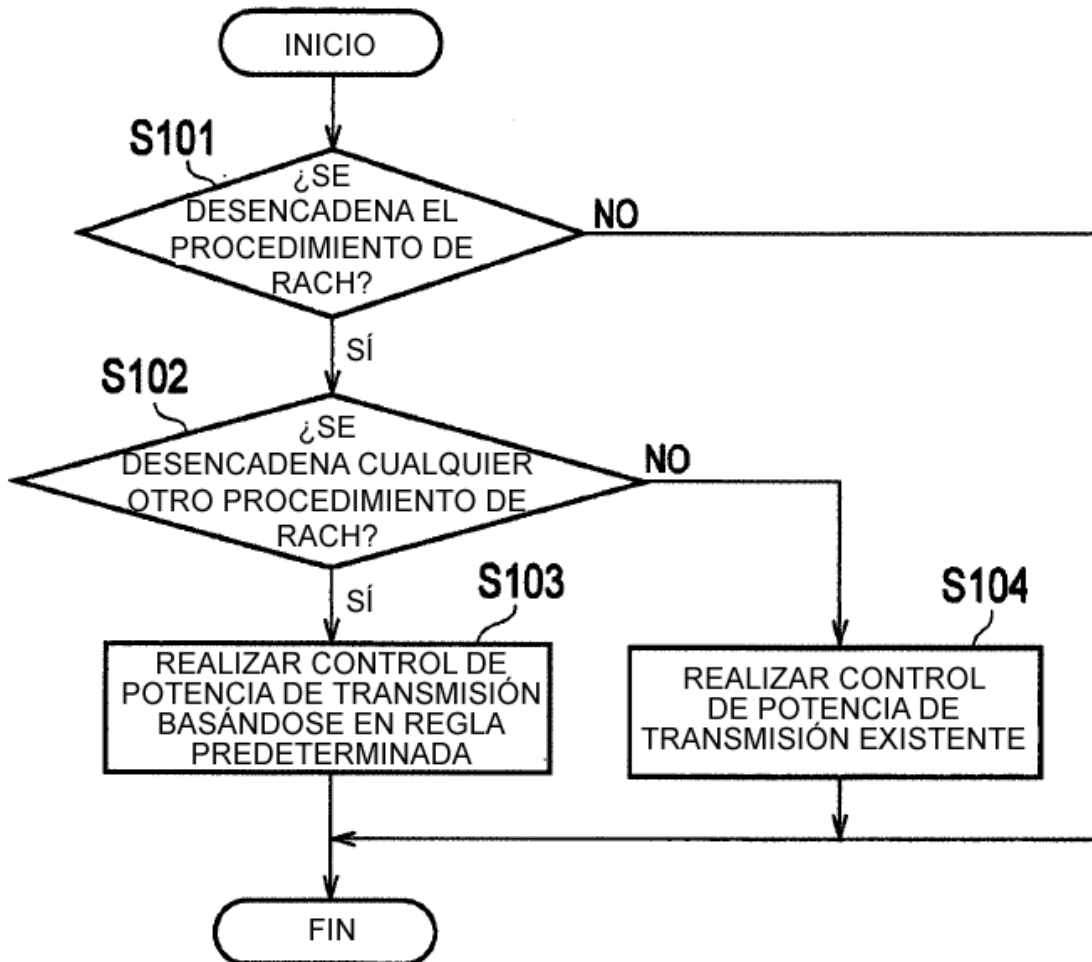 INICIO
S101
¿SE
DESENCADENA EL
PROCEDIMIENTO DE
RACH?
NO
SÍ
S102
¿SE
DESENCADENA CUALQUIER
OTRO PROCEDIMIENTO DE
RACH?
NO
SÍ
S103
REALIZAR CONTROL DE
POTENCIA DE TRANSMISIÓN
BASÁNDOSE EN REGLA
PREDETERMINADA
S104
REALIZAR CONTROL
DE POTENCIA DE
TRANSMISIÓN EXISTENTE
FIN